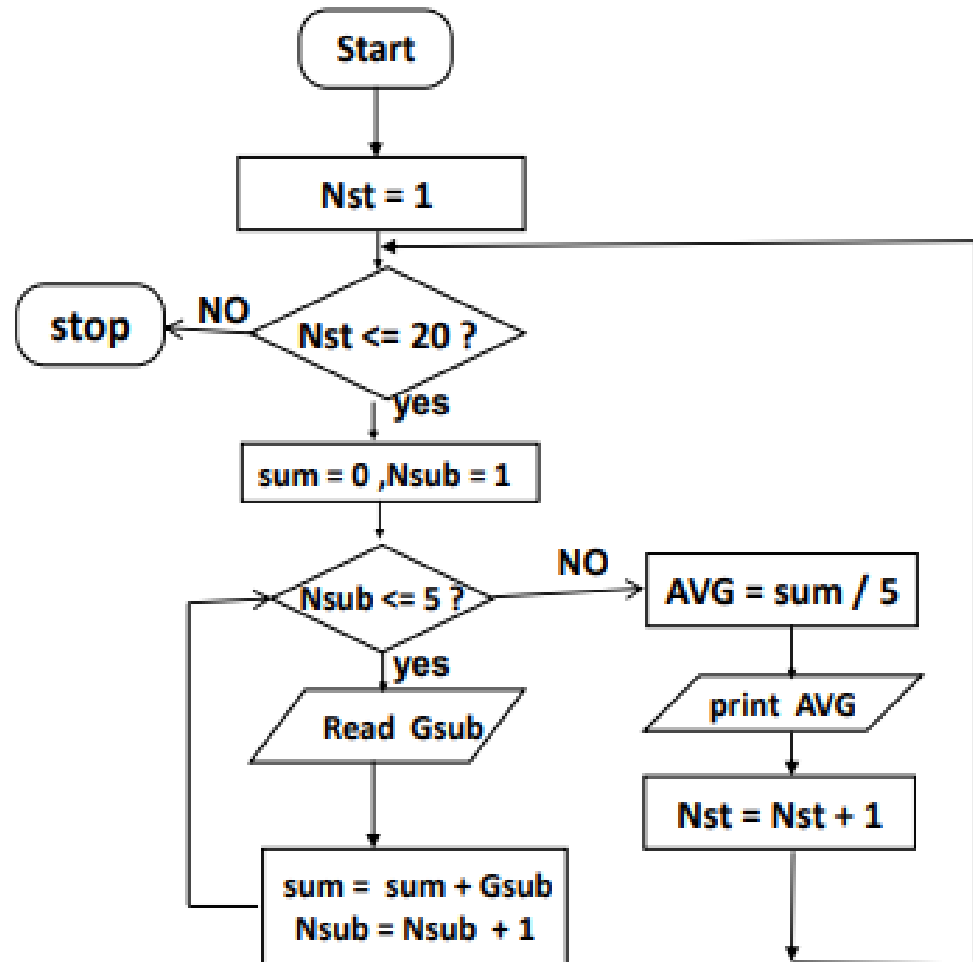 Start
Nst = 1
NO
stop
Nst <= 20 ?
yes
sum = 0 ,Nsub = 1
NO
Nsub <= 5 ?
AVG = sum / 5
yes
Read Gsub
print AVG
Nst = Nst + 1
sum = sum + Gsub
Nsub = Nsub + 1